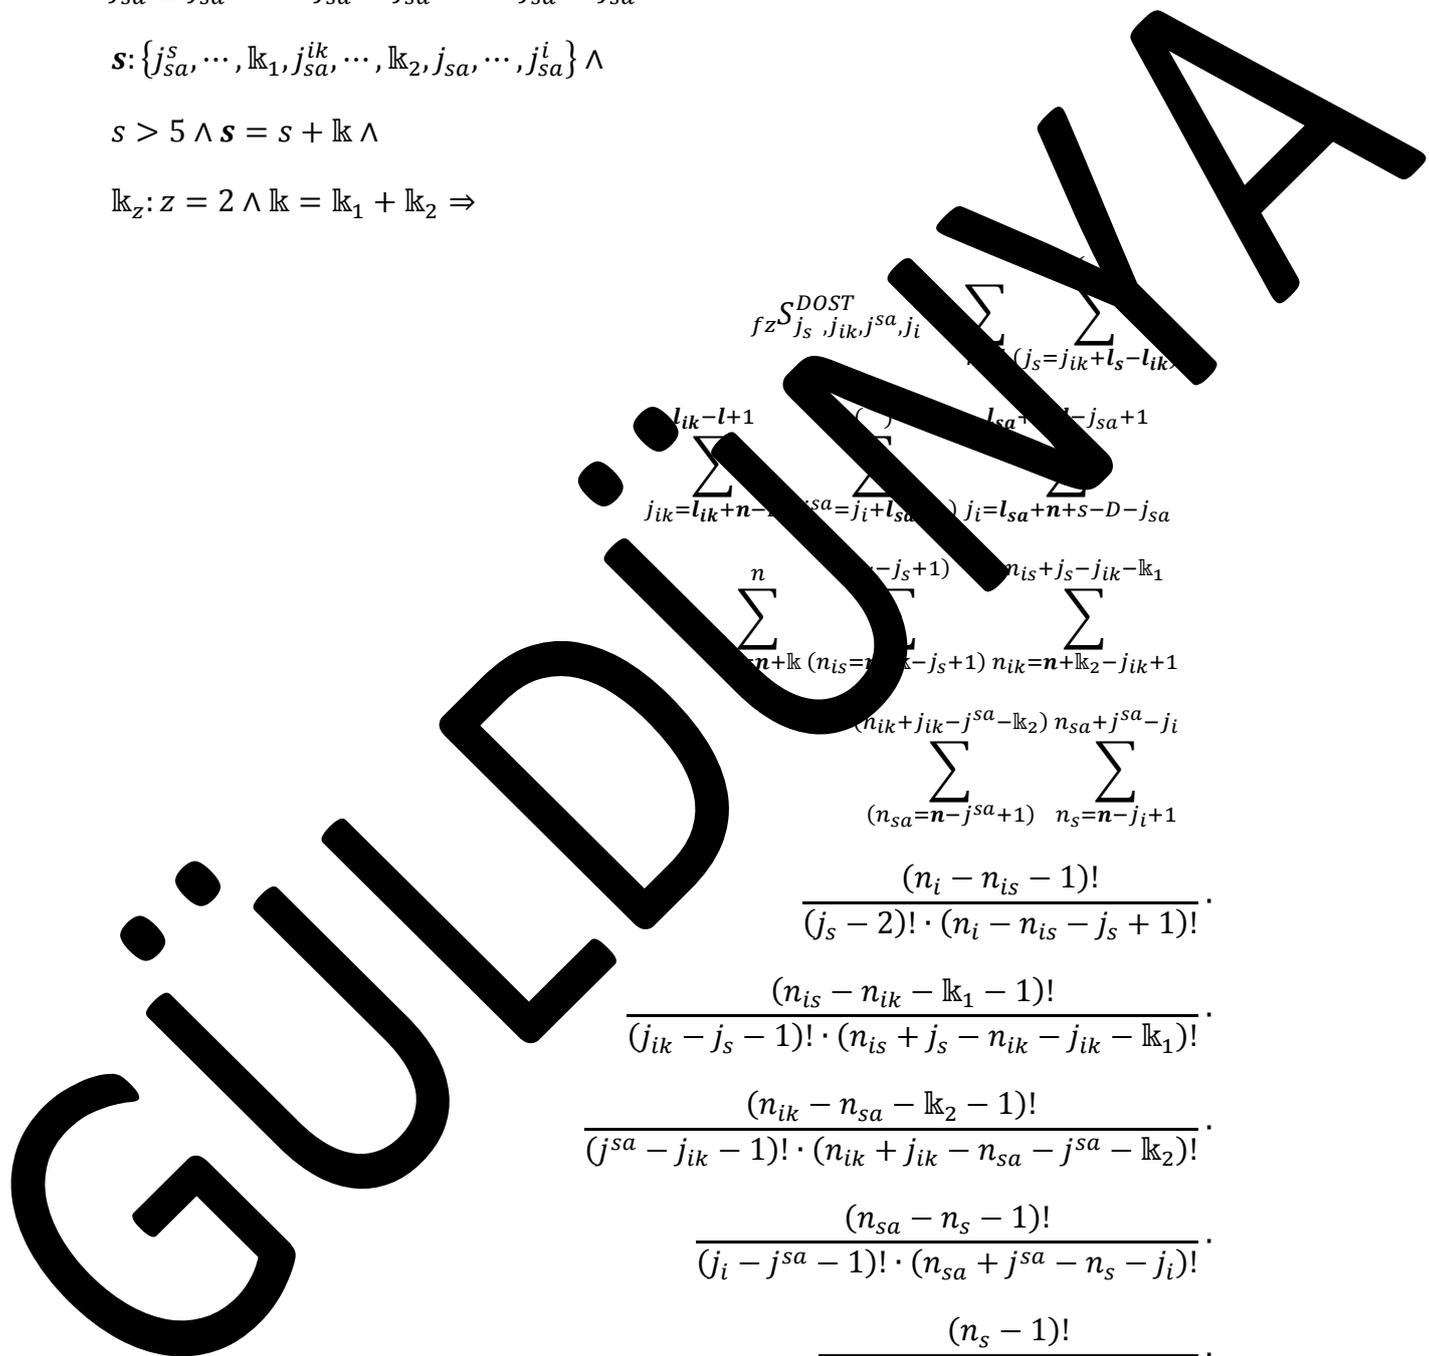 s: {j_{sa}^{s}, ⋯, 𝕜_1, j_{sa}^{ik}, ⋯, 𝕜_2, j_{sa}, ⋯, j_{sa}^{i}} ∧
s > 5 ∧ s = s + 𝕜 ∧
𝕜_z: z = 2 ∧ 𝕜 = 𝕜_1 + 𝕜_2 ⇒
_{fz}S_{j_s ,j_{ik},j^{sa},j_i}^{DOST} ∑ ∑
(j_s=j_{ik}+l_s−l_{ik}
l_{ik}−l+1 ( ) −j_{sa}+1
∑ ∑ ∑
j_{ik}=l_{ik}+n− =j_i+l_{sa} ) j_i=l_{sa}+n+s−D−j_{sa}
n −j_s+1) n_{is}+j_s−j_{ik}−𝕜_1
∑ ∑ ∑
n+𝕜 (n_{is}= −j_s+1) n_{ik}=n+𝕜_2−j_{ik}+1
(n_{ik}+j_{ik}−j^{sa}−𝕜_2) n_{sa}+j^{sa}−j_i
∑ ∑
(n_{sa}=n−j^{sa}+1) n_s=n−j_i+1
(n_i − n_{is} − 1)!
(j_s − 2)! · (n_i − n_{is} − j_s + 1)! ·
(n_{is} − n_{ik} − 𝕜_1 − 1)!
(j_{ik} − j_s − 1)! · (n_{is} + j_s − n_{ik} − j_{ik} − 𝕜_1)! ·
(n_{ik} − n_{sa} − 𝕜_2 − 1)!
(j^{sa} − j_{ik} − 1)! · (n_{ik} + j_{ik} − n_{sa} − j^{sa} − 𝕜_2)! ·
(n_{sa} − n_s − 1)!
(j_i − j^{sa} − 1)! · (n_{sa} + j^{sa} − n_s − j_i)! ·
(n_s − 1)!
GÜLDÜNYA